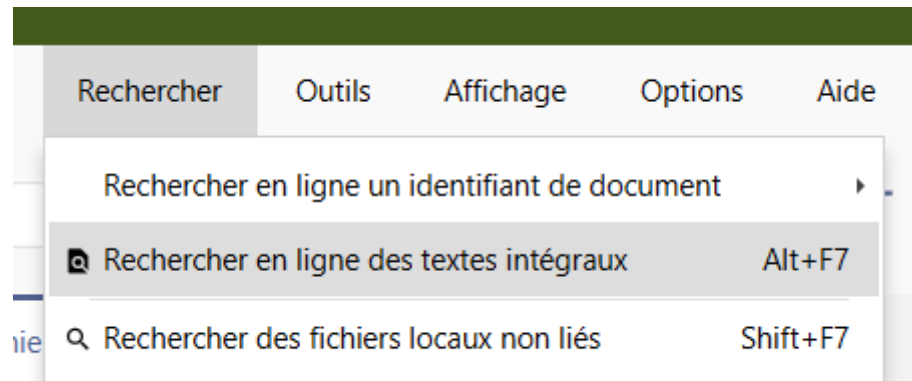 Rechercher Outils Affichage Options Aide
Rechercher en ligne un identifiant de document
Rechercher en ligne des textes intégraux Alt+F7
Rechercher des fichiers locaux non liés Shift+F7